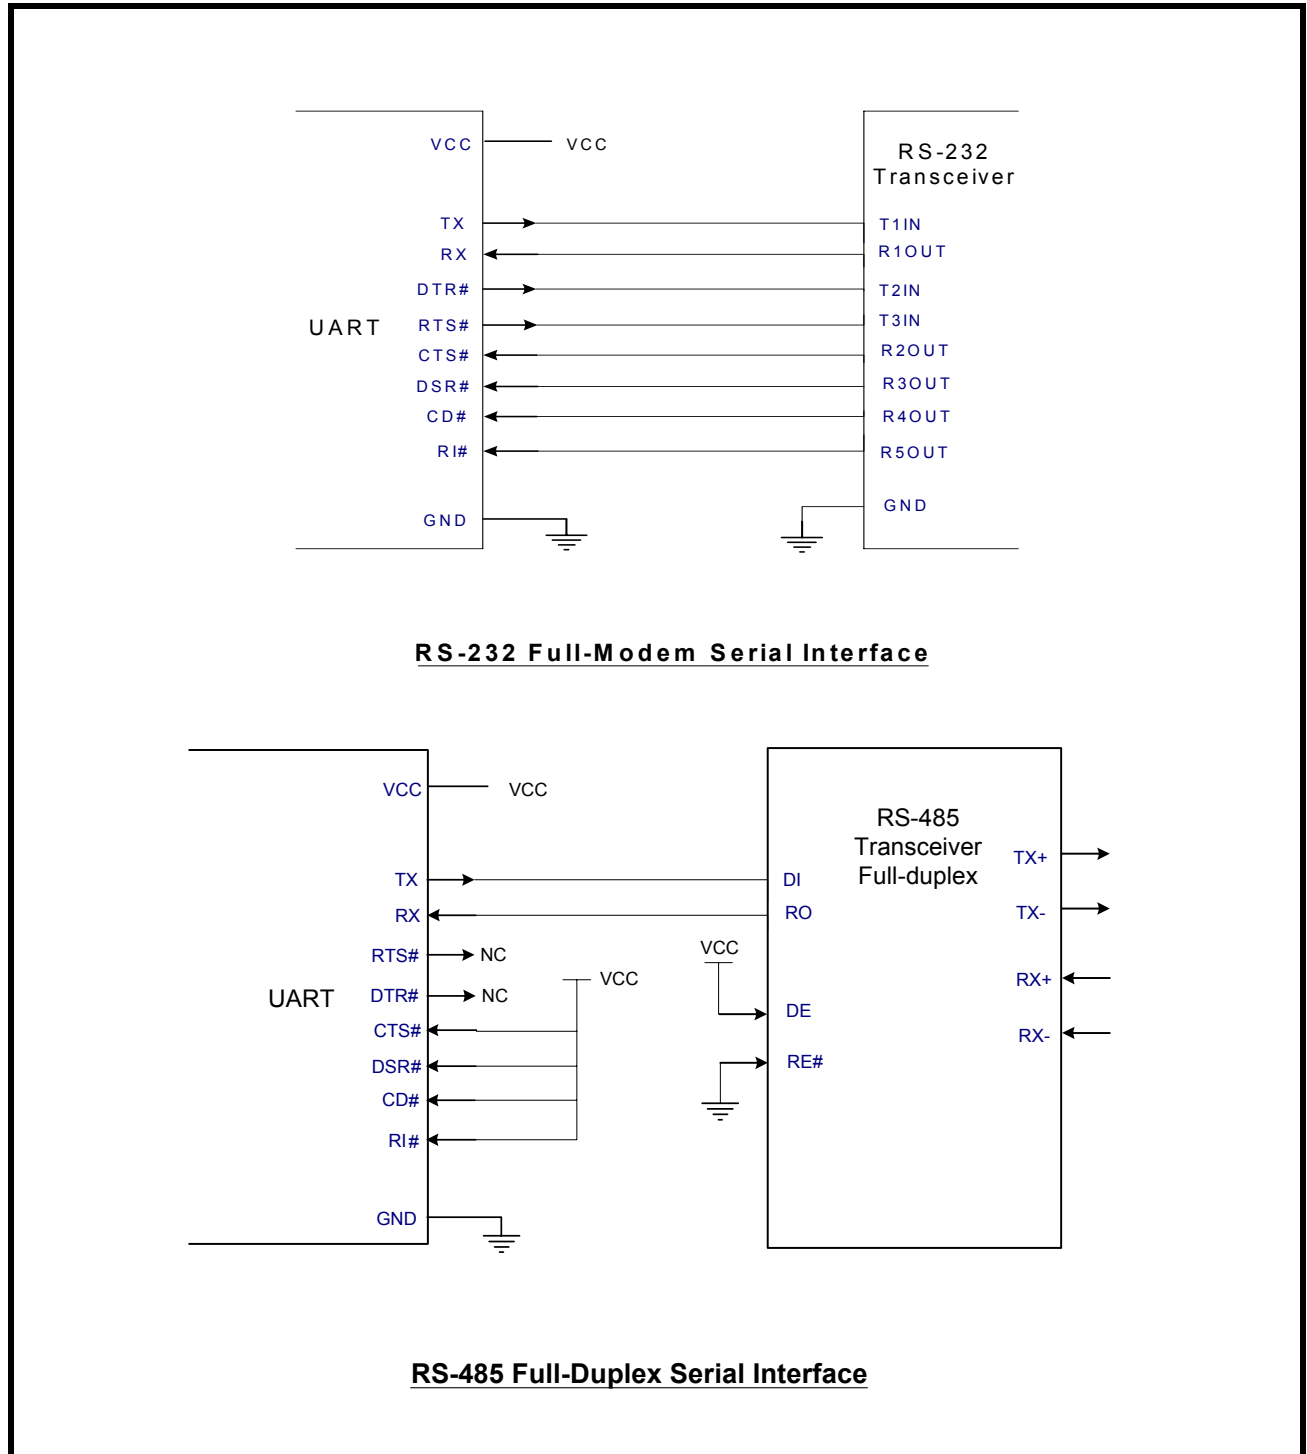 VCC VCC
RS-232
Transceiver
TX T1IN
RX R1OUT
DTR# T2IN
UART RTS# T3IN
CTS# R2OUT
DSR# R3OUT
CD# R4OUT
RI# R5OUT
GND GND
RS-232 Full-Modem Serial Interface
VCC VCC
RS-485
Transceiver
Full-duplex
TX+
TX DI
RX RO TX-
RTS# NC VCC
VCC RX+
UART DTR# NC
DE
CTS# RX-
DSR# RE#
CD#
RI#
GND
RS-485 Full-Duplex Serial Interface